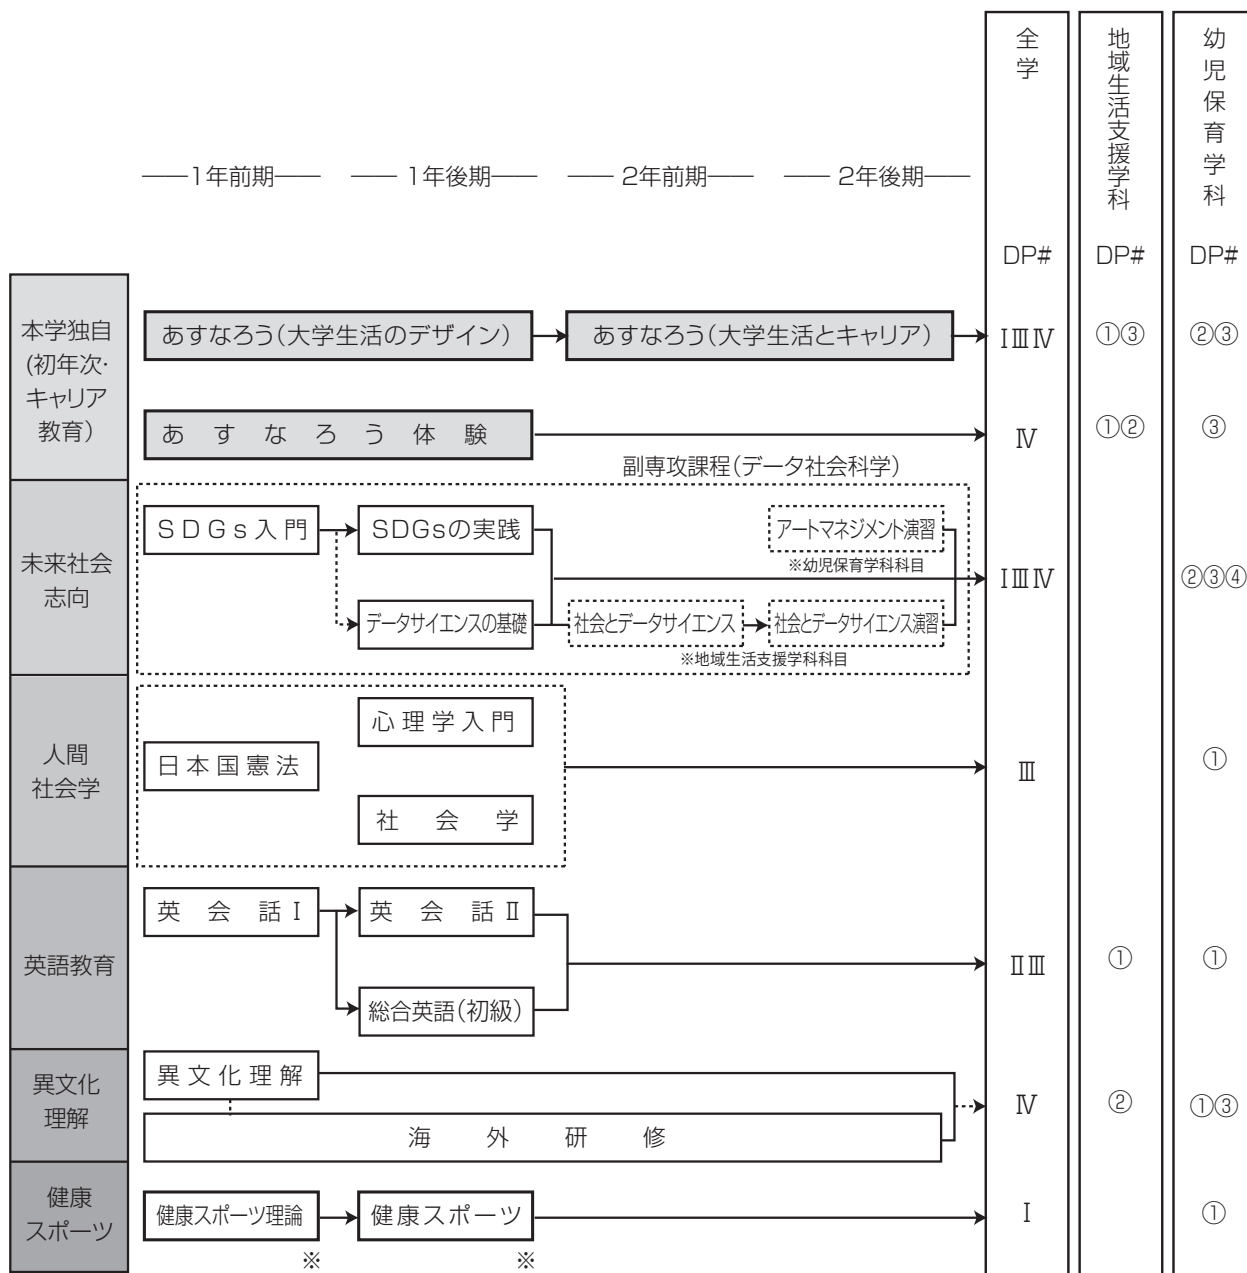 全学
地域生活支援学科
幼児保育学科
1年前期
1年後期
2年前期
2年後期
DP#
DP#
DP#
本学独自
(初年次・
キャリア
教育)
あすなろう(大学生活のデザイン)
あすなろう(大学生活とキャリア)
ⅠⅢⅣ
①③
②③
あすなろう体験
Ⅳ
①②
③
副専攻課程(データ社会科学)
未来社会
志向
SDGs入門
SDGsの実践
アートマネジメント演習
※幼児保育学科科目
ⅠⅢⅣ
②③④
データサイエンスの基礎
社会とデータサイエンス
社会とデータサイエンス演習
※地域生活支援学科科目
人間
社会学
心理学入門
日本国憲法
社会学
Ⅲ
①
英語教育
英会話Ⅰ
英会話Ⅱ
総合英語(初級)
ⅡⅢ
①
①
異文化
理解
異文化理解
海外研修
Ⅳ
②
①③
健康
スポーツ
健康スポーツ理論
健康スポーツ
Ⅰ
①
※
※